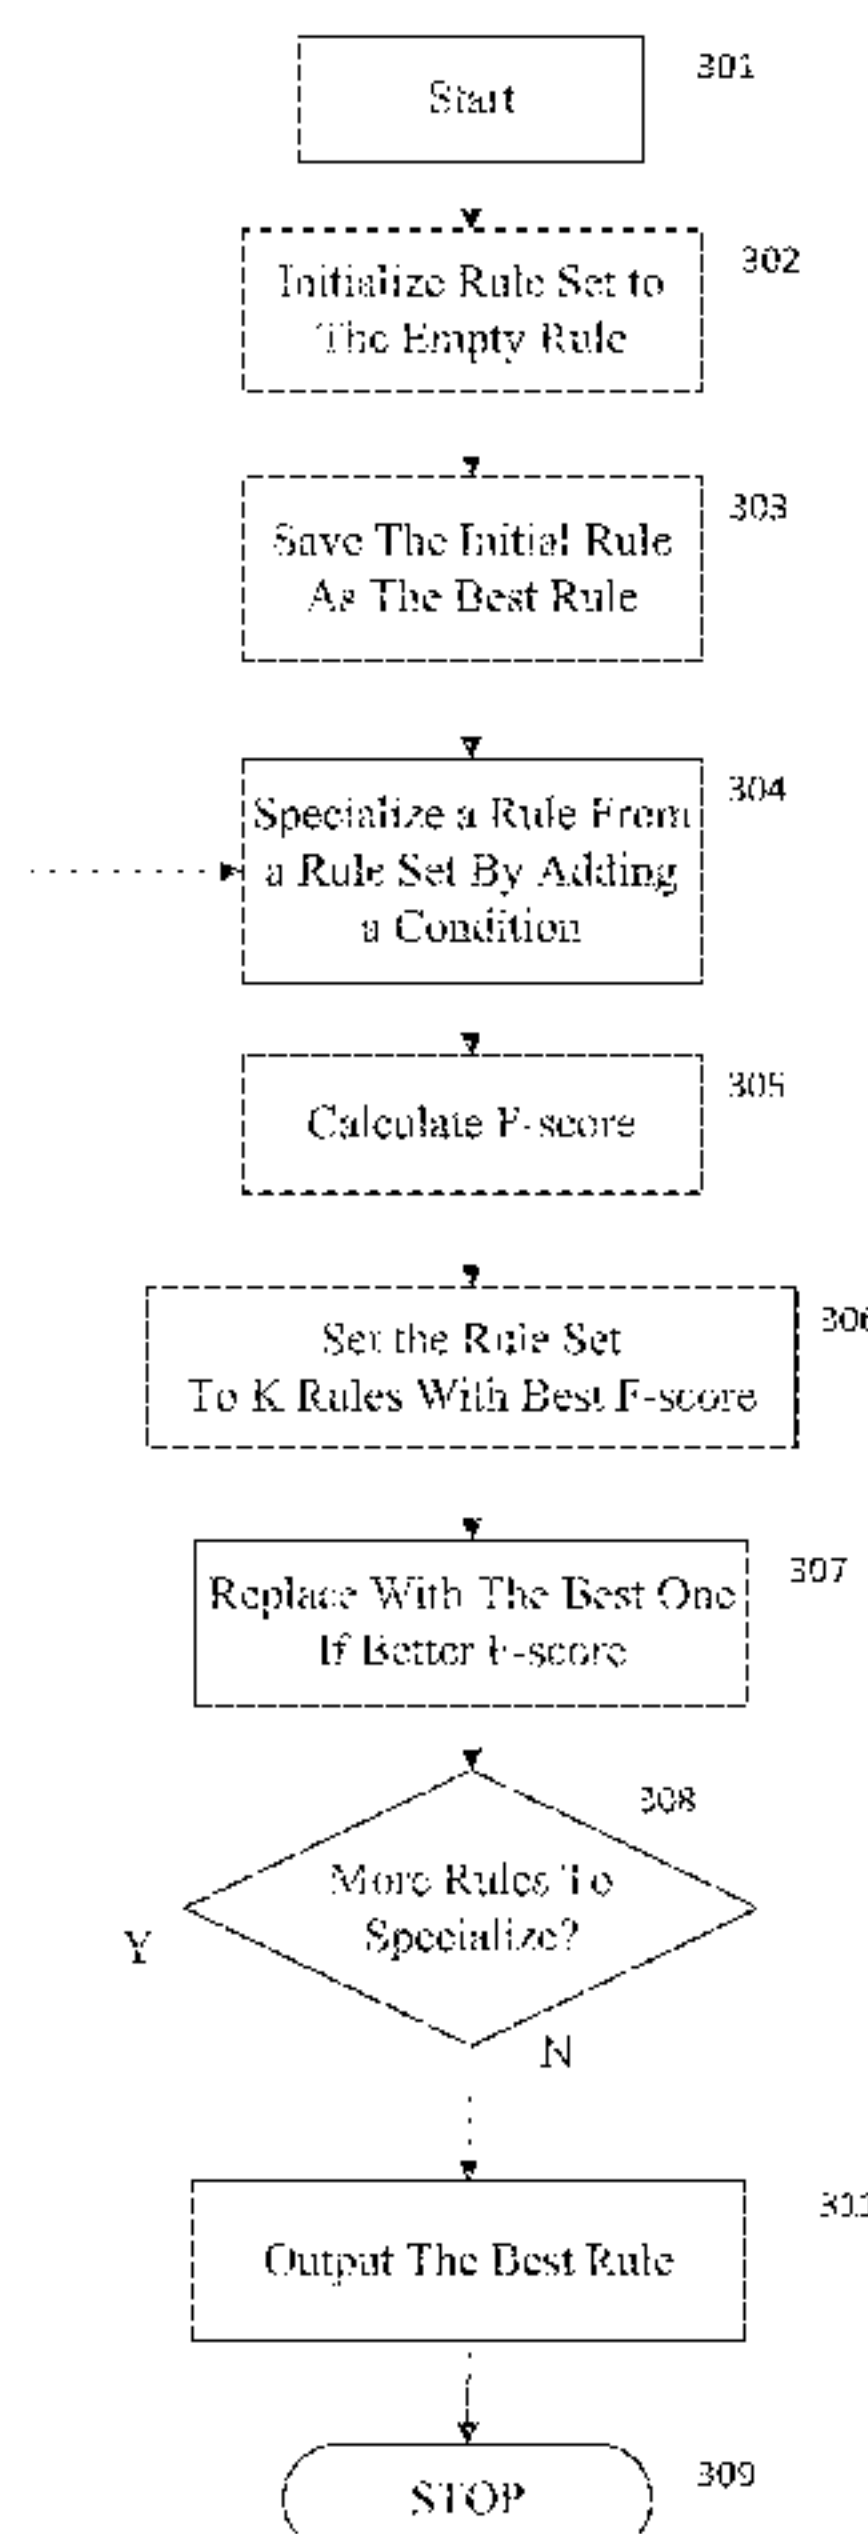 Start
301
Initialize Rule Set to
The Empty Rule
302
Save The Initial Rule
As The Best Rule
303
Specialize a Rule From
a Rule Set By Adding
a Condition
304
Calculate F-score
305
Set the Rule Set
To K Rules With Best F-score
306
Replace With The Best One
If Better F-score
307
More Rules To
Specialize?
308
Y
N
Output The Best Rule
311
STOP
309